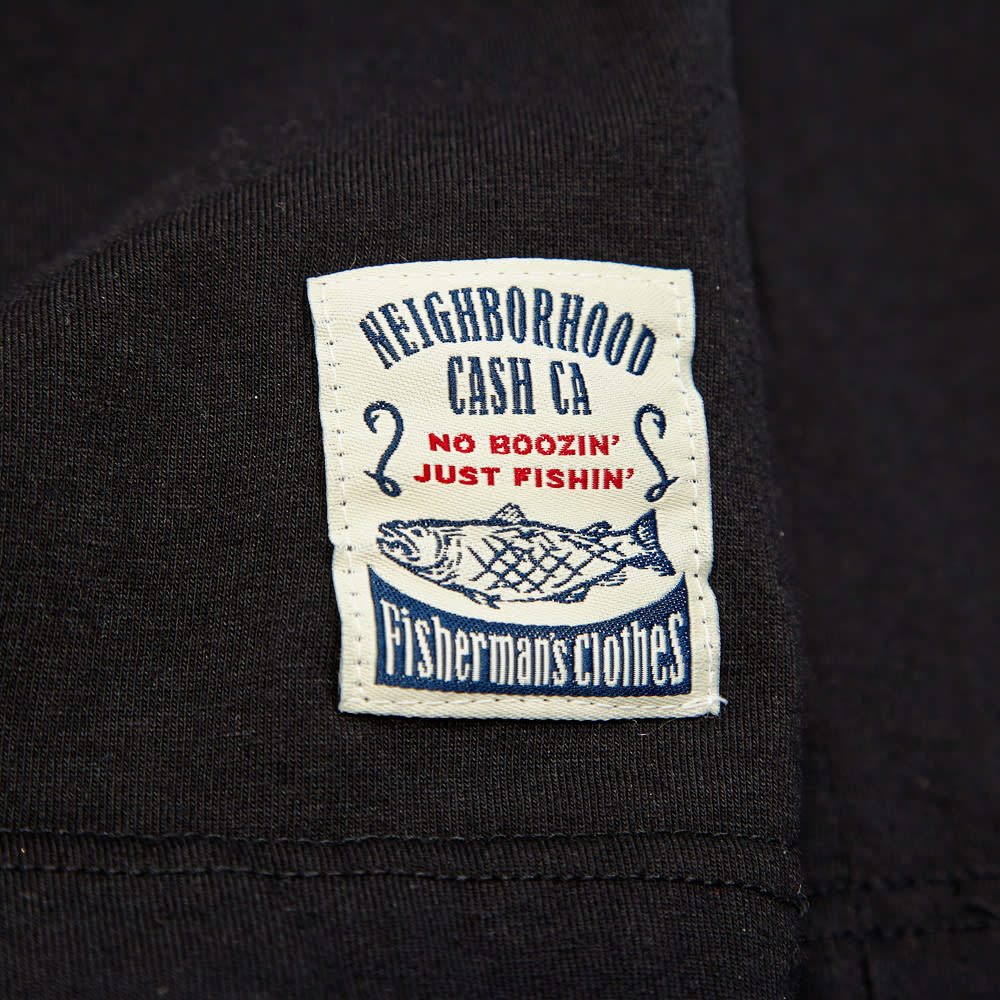 NEIGHBORHOOD
CASH CA
NO BOOZIN'
JUST FISHIN'
Fisherman's Clothes